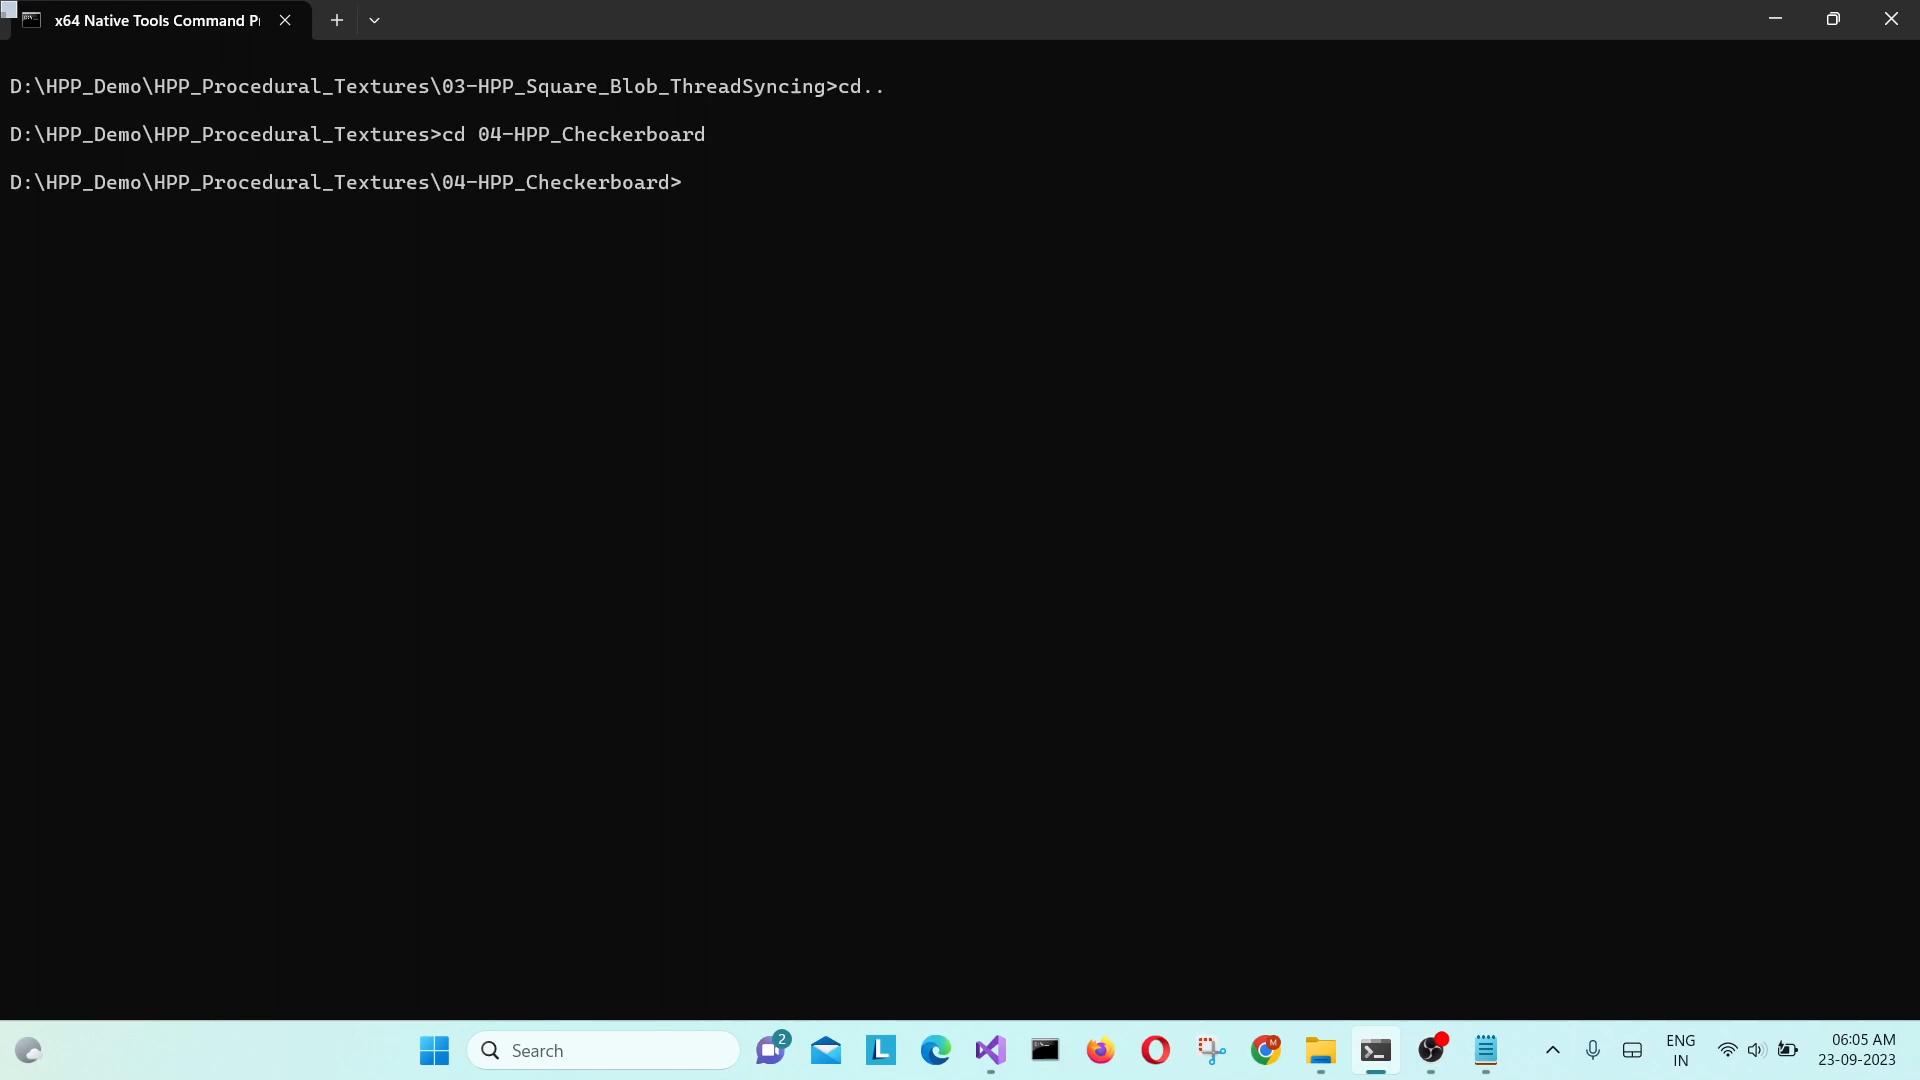 x64 Native Tools Command P
D:\HPP_Demo\HPP_Procedural_Textures\03-HPP_Square_Blob_ThreadSyncing>cd..
D:\HPP_Demo\HPP_Procedural_Textures>cd 04-HPP_Checkerboard
D:\HPP_Demo\HPP_Procedural_Textures\04-HPP_Checkerboard>
Search
2
L
M
ENG
IN
06:05 AM
23-09-2023